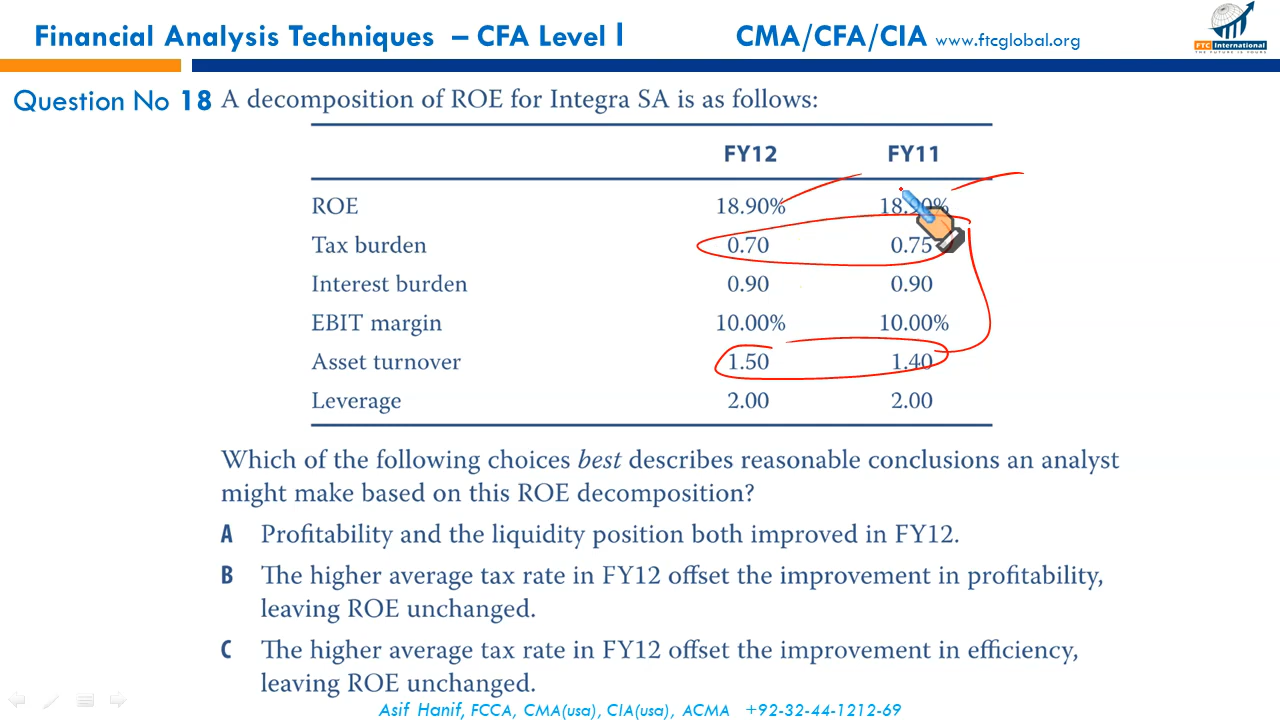 Financial Analysis Techniques – CFA Level I
CMA/CFA/CIA www.ftcglobal.org
FTC International
Question No 18 A decomposition of ROE for Integra SA is as follows:
FY12 FY11
ROE 18.90%
Tax burden 0.70 0.75
Interest burden 0.90 0.90
EBIT margin 10.00% 10.00%
Asset turnover 1.50 1.40
Leverage 2.00 2.00
Which of the following choices best describes reasonable conclusions an analyst
might make based on this ROE decomposition?
A Profitability and the liquidity position both improved in FY12.
B The higher average tax rate in FY12 offset the improvement in profitability,
leaving ROE unchanged.
C The higher average tax rate in FY12 offset the improvement in efficiency,
leaving ROE unchanged.
Asif Hanif, FCCA, CMA(usa), CIA(usa), ACMA +92-32-44-1212-69